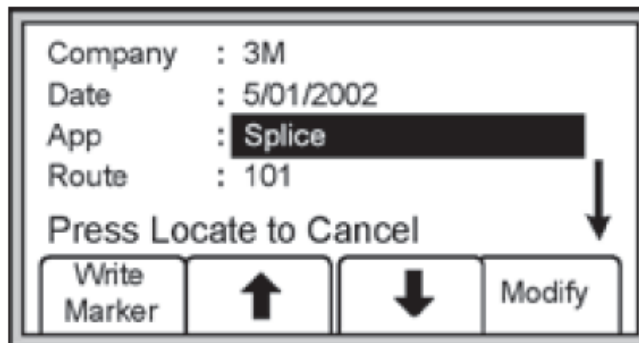 Company : 3M
Date : 5/01/2002
App : Splice
Route : 101
Press Locate to Cancel
Write
Marker
Modify